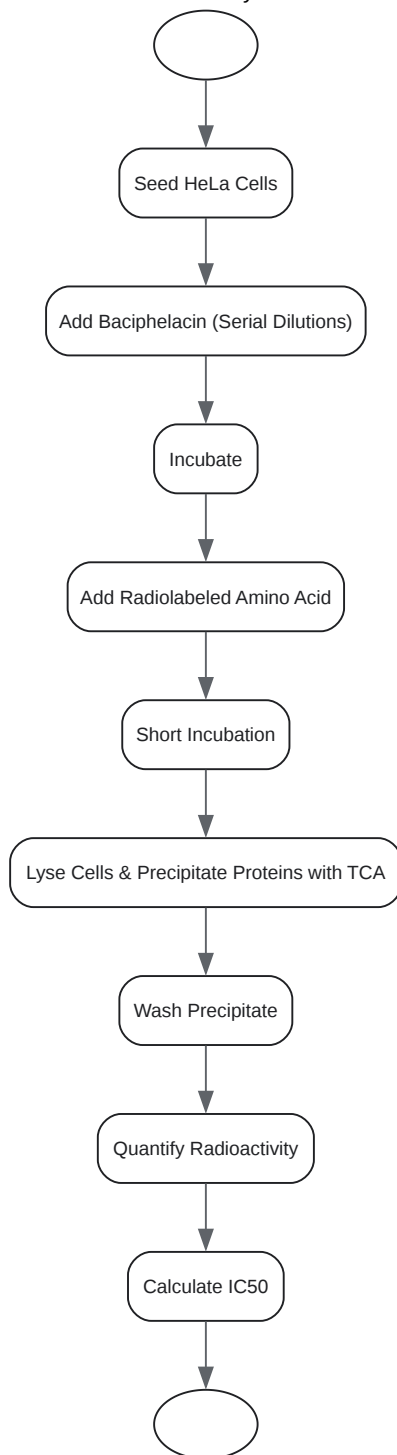 Seed HeLa Cells
Add Baciphelacin (Serial Dilutions)
Incubate
Add Radiolabeled Amino Acid
Short Incubation
Lyse Cells & Precipitate Proteins with TCA
Wash Precipitate
Quantify Radioactivity
Calculate IC50